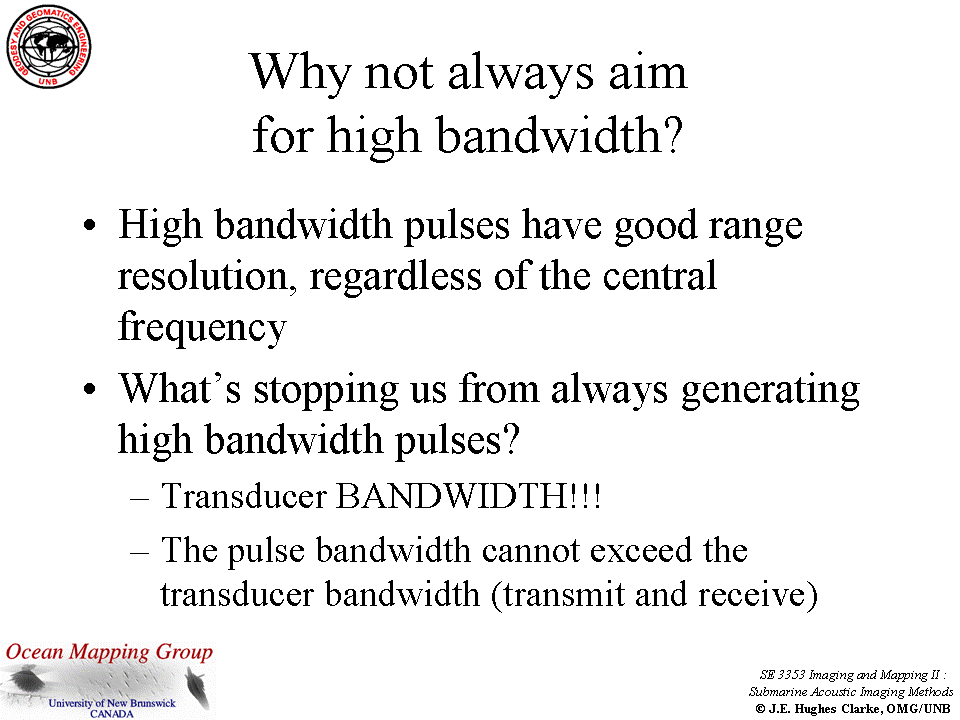 GEODESY AND GEOMATICS ENGINEERING
UNB
Why not always aim
for high bandwidth?
• High bandwidth pulses have good range
resolution, regardless of the central
frequency
• What's stopping us from always generating
high bandwidth pulses?
– Transducer BANDWIDTH!!!
– The pulse bandwidth cannot exceed the
transducer bandwidth (transmit and receive)
Ocean Mapping Group
University of New Brunswick
CANADA
SE 3353 Imaging and Mapping II :
Submarine Acoustic Imaging Methods
© J.E. Hughes Clarke, OMG/UNB